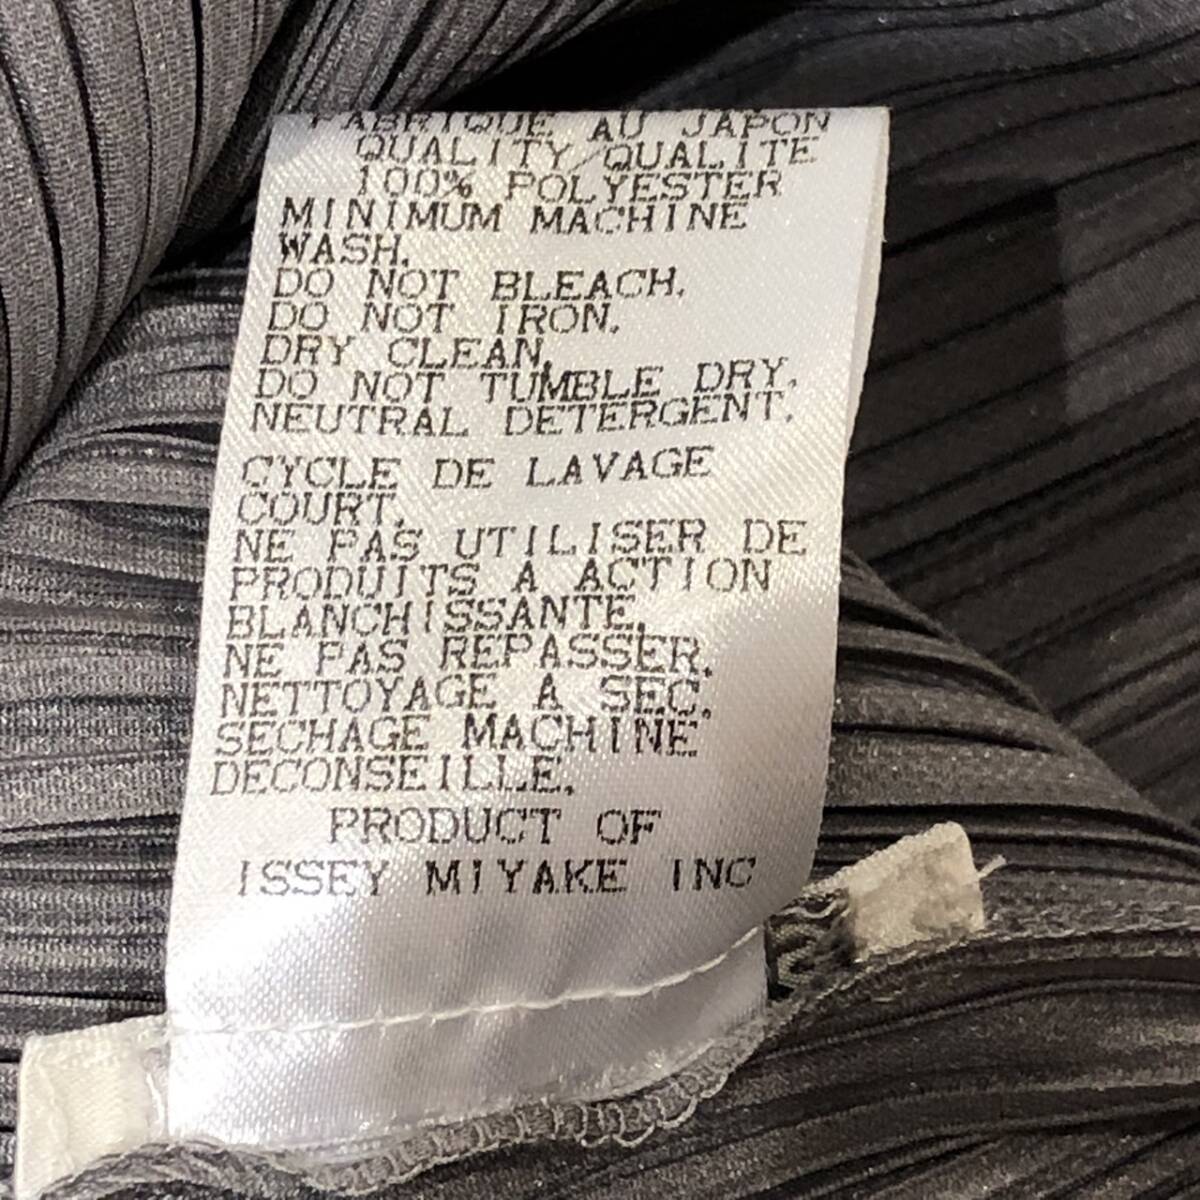 FABRIQUE AU JAPON
QUALITY/QUALITE
100% POLYESTER
MINIMUM MACHINE
WASH.
DO NOT BLEACH.
DO NOT IRON.
DRY CLEAN.
DO NOT TUMBLE DRY.
NEUTRAL DETERGENT.
CYCLE DE LAVAGE
COURT.
NE PAS UTILISER DE
PRODUITS A ACTION
BLANCHISSANTE.
NE PAS REPASSER.
NETTOYAGE A SEC.
SECHAGE MACHINE
DECONSEILLE.
PRODUCT OF
ISSEY MIYAKE INC